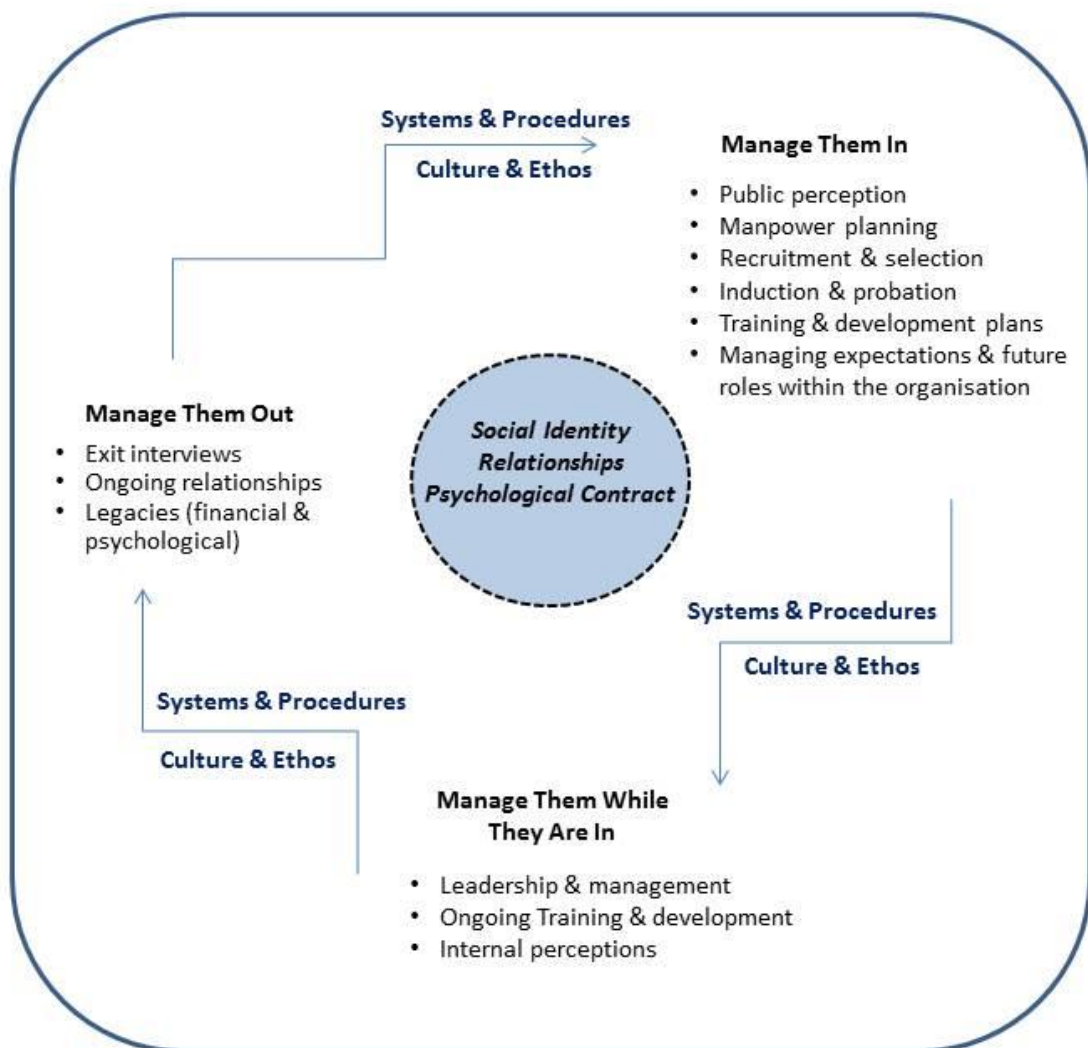 Systems & Procedures
Culture & Ethos
Manage Them In
• Public perception
• Manpower planning
• Recruitment & selection
• Induction & probation
• Training & development plans
• Managing expectations & future
roles within the organisation
Manage Them Out
• Exit interviews
• Ongoing relationships
• Legacies (financial &
psychological)
Social Identity
Relationships
Psychological Contract
Systems & Procedures
Culture & Ethos
Systems & Procedures
Culture & Ethos
Manage Them While
They Are In
• Leadership & management
• Ongoing Training & development
• Internal perceptions